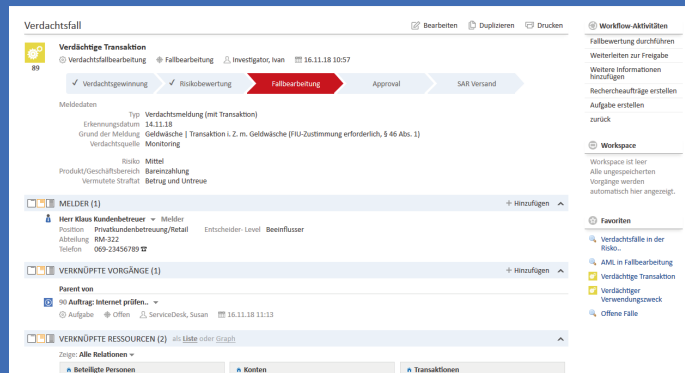 Verdachtsfall
Bearbeiten Duplizieren Drucken
Verdächtige Transaktion
Verdachtsfallbearbeitung Fallbearbeitung Investigator, Ivan 16.11.18 10:57
89
Verdachtsgewinnung Risikobewertung Fallbearbeitung Approval SAR Versand
Meldedaten
Typ Verdachtsmeldung (mit Transaktion)
Erkennungsdatum 14.11.18
Grund der Meldung Geldwäsche | Transaktion i. Z. m. Geldwäsche (FIU-Zustimmung erforderlich, § 46 Abs. 1)
Verdachtsquelle Monitoring
Risiko Mittel
Produkt/Geschäftsbereich Bareinzahlung
Vermutete Straftat Betrug und Untreue
MELDER (1) + Hinzufügen
Herr Klaus Kundenbetreuer Melder
Position Privatkundenbetreuung/Retail Entscheider- Level Beeinflusser
Abteilung RM-322
Telefon 069-23456789
VERKNÜPFTE VORGÄNGE (1) + Hinzufügen
Parent von
90 Auftrag: Internet prüfen..
Aufgabe Offen ServiceDesk, Susan 16.11.18 11:13
VERKNÜPFTE RESSOURCEN (2) als Liste oder Graph
Zeige: Alle Relationen
Beteiligte Personen Konten Transaktionen
Workflow-Aktivitäten
Fallbewertung durchführen
Weiterleiten zur Freigabe
Weitere Informationen
hinzufügen
Rechercheaufträge erstellen
Aufgabe erstellen
zurück
Workspace
Workspace ist leer
Alle ungespeicherten
Vorgänge werden
automatisch hier angezeigt.
Favoriten
Verdachtsfälle in der
Risko..
AML in Fallbearbeitung
Verdächtige Transaktion
Verdächtiger
Verwendungszweck
Offene Fälle